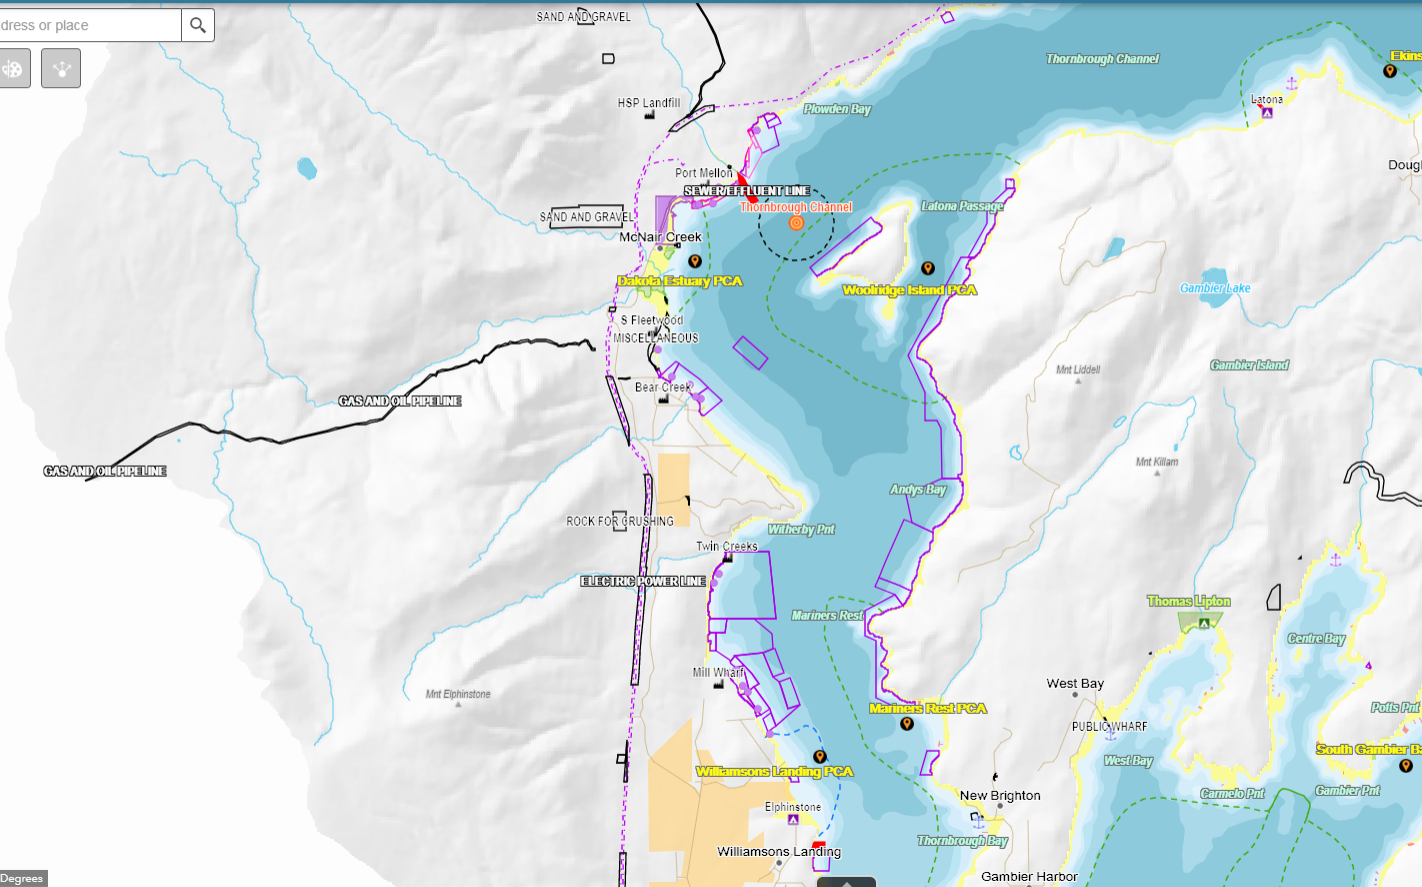 dress or place
SAND AND GRAVEL
Thornbrough Channel
Ekins
HSP Landfill
Latona
Plowden Bay
Port Mellon
Doug
SEWER/EFFLUENT LINE
Thornbrough Channel
Latona Passage
SAND AND GRAVEL
McNair Creek
Dakota Estuary PCA
Woolridge Island PCA
Gambier Lake
S Fleetwood
MISCELLANEOUS
Gambier Island
Mnt Liddell
Bear Creek
GAS AND OIL PIPELINE
GAS AND OIL PIPELINE
Mnt Killam
Andys Bay
ROCK FOR CRUSHING
Witherby Pnt
Twin Creeks
ELECTRIC POWER LINE
Thomas Lipton
Mariners Rest
Centre Bay
Mill Wharf
West Bay
Mnt Elphinstone
Mariners Rest PCA
Potts Pnt
PUBLIC WHARF
South Gambier Ba
West Bay
Williamsons Landing PCA
Carmelo Pnt
Gambier Pnt
New Brighton
Elphinstone
Thornbrough Bay
Williamsons Landing
Gambier Harbor
Degrees